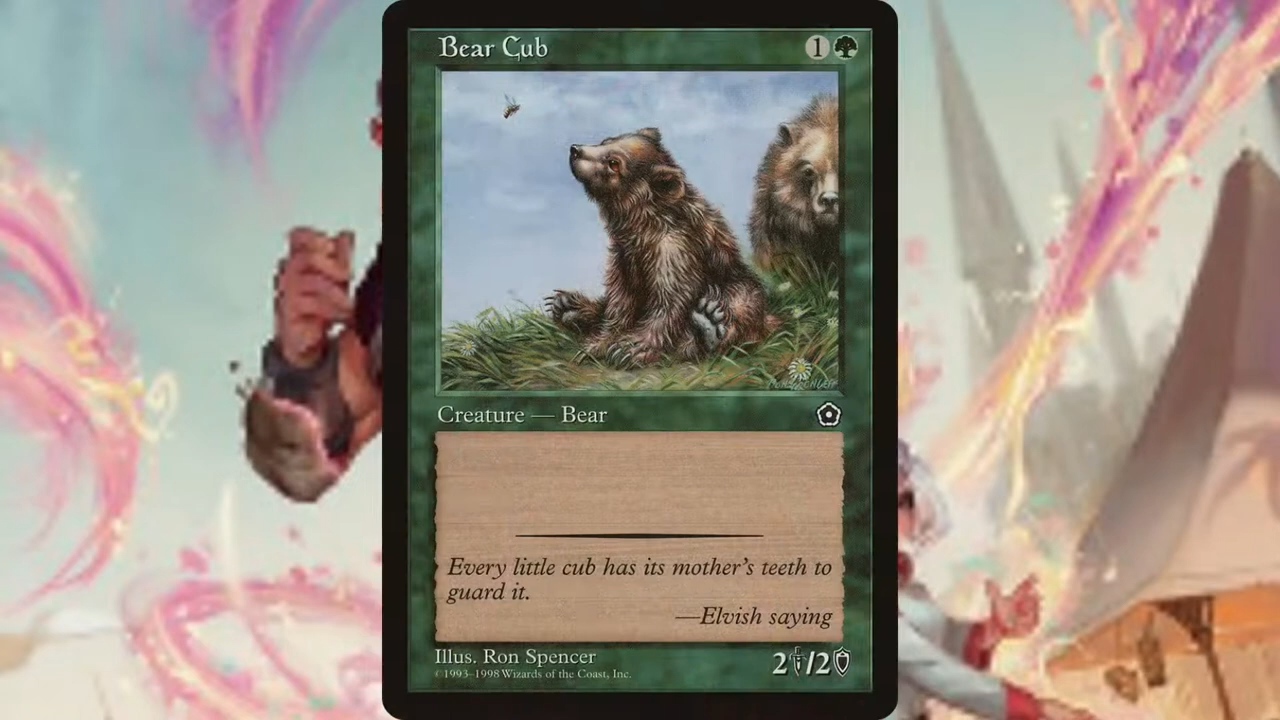 Bear Cub 1
Creature — Bear
Every little cub has its mother's teeth to
guard it.
—Elvish saying
Illus. Ron Spencer
©1993-1998 Wizards of the Coast, Inc.
2/2